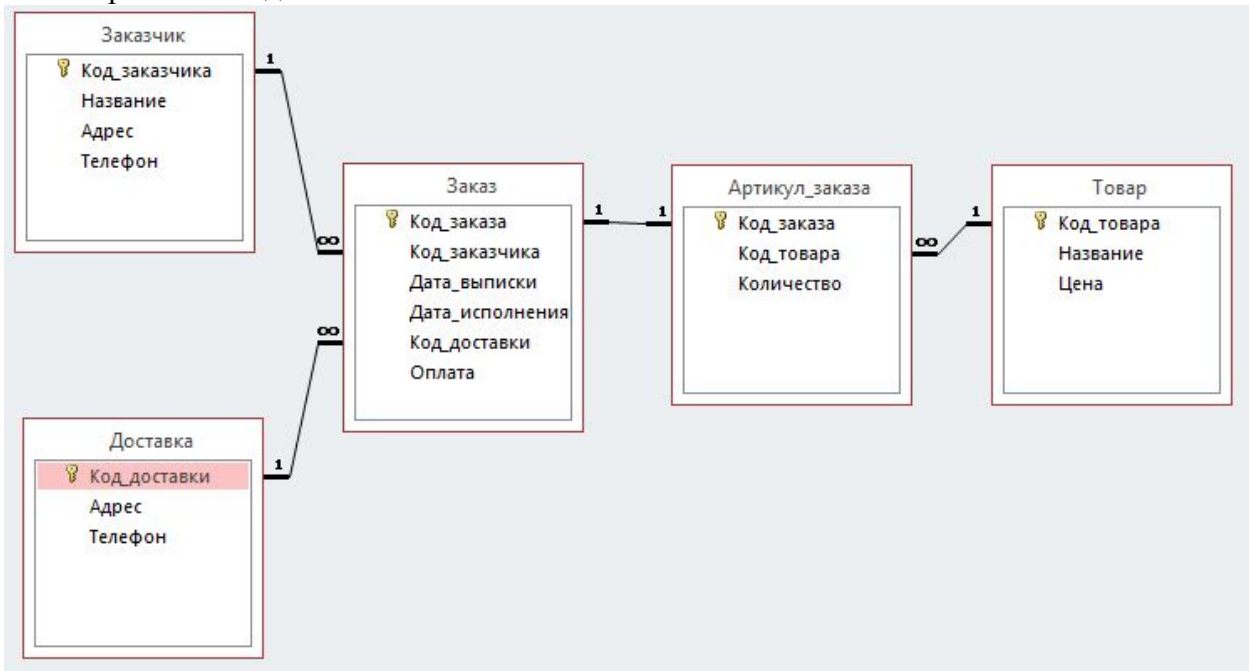 Заказчик
Код_заказчика
Название
Адрес
Телефон
1
∞
Заказ
Код_заказа
Код_заказчика
Дата_выписки
Дата_исполнения
Код_доставки
Оплата
1
1
Артикул_заказа
Код_заказа
Код_товара
Количество
∞
1
Товар
Код_товара
Название
Цена
∞
1
Доставка
Код_доставки
Адрес
Телефон